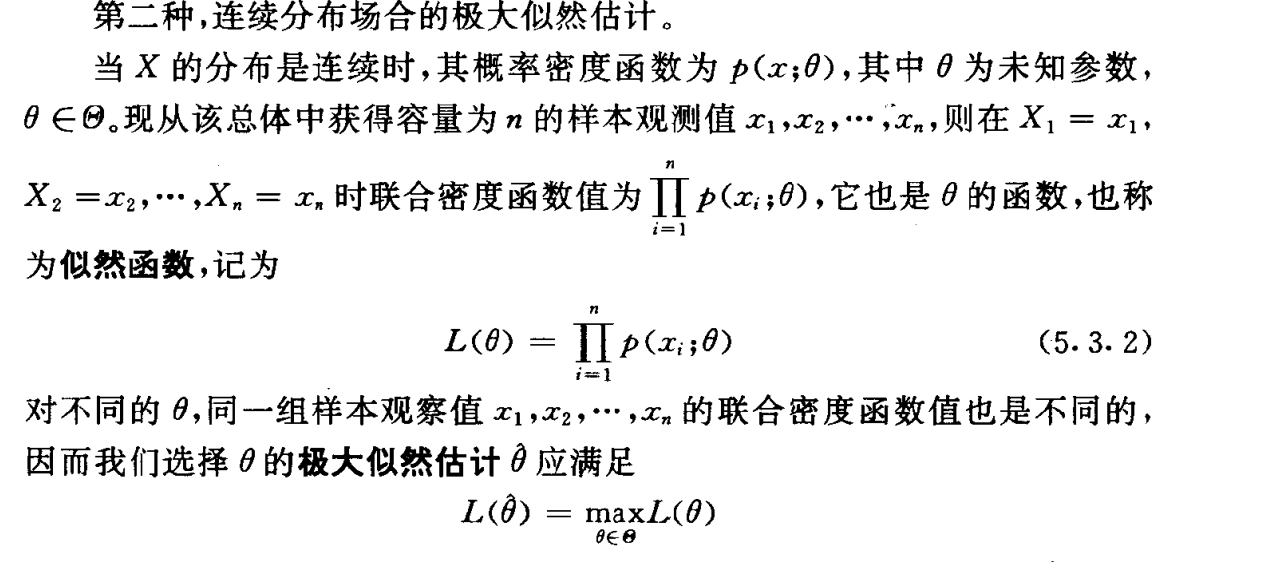 第二种,连续分布场合的极大似然估计。
当 X 的分布是连续时,其概率密度函数为 p(x;θ),其中 θ 为未知参数,
θ∈Θ。现从该总体中获得容量为 n 的样本观测值 x₁,x₂,⋯,xₙ,则在 X₁ = x₁,
X₂ =x₂,⋯,Xₙ = xₙ 时联合密度函数值为 ∏ⁿᵢ₌₁ p(xᵢ;θ),它也是 θ 的函数,也称
为似然函数,记为
L(θ) = ∏ⁿᵢ₌₁ p(xᵢ;θ) (5.3.2)
对不同的 θ,同一组样本观察值 x₁,x₂,⋯,xₙ 的联合密度函数值也是不同的,
因而我们选择 θ 的极大似然估计 θ̂ 应满足
L(θ̂) = max L(θ)
θ∈Θ